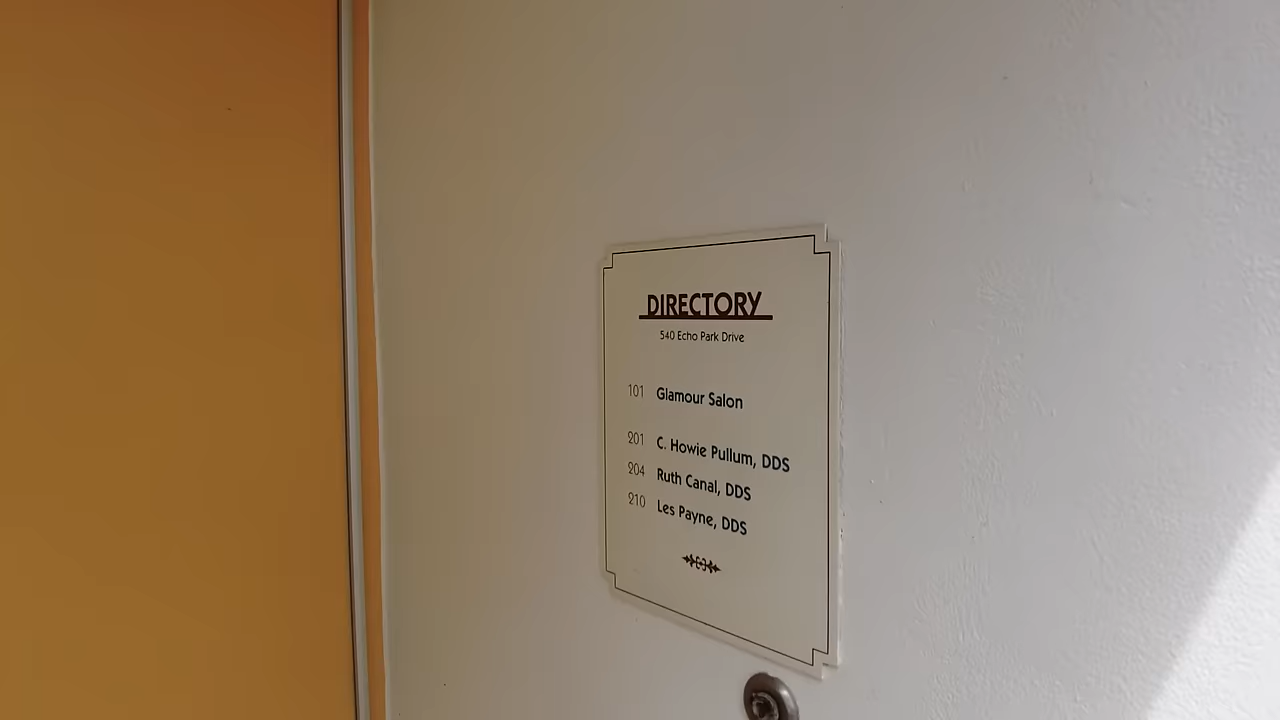 DIRECTORY
540 Echo Park Drive
101 Glamour Salon
201 C. Howie Pullum, DDS
204 Ruth Canal, DDS
210 Les Payne, DDS